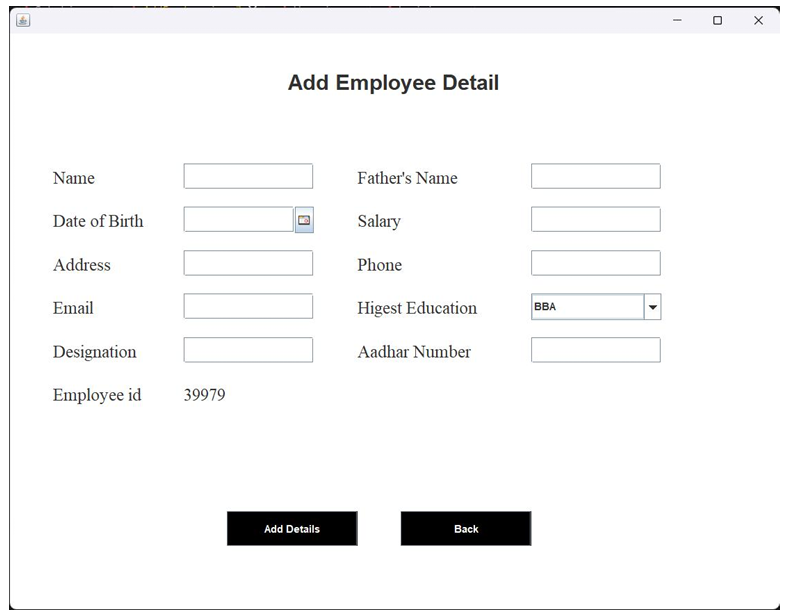 Add Employee Detail
Name Father's Name
Date of Birth Salary
Address Phone
Email Higest Education BBA
Designation Aadhar Number
Employee id 39979
Add Details Back